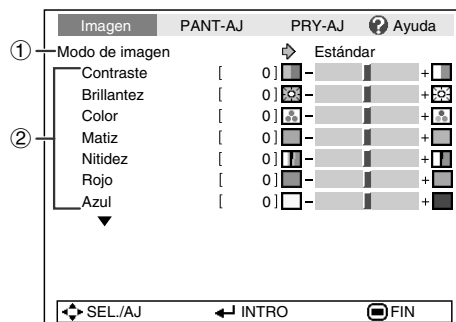 Imagen PANT-AJ PRY-AJ ? Ayuda
① Modo de imagen Estándar
② Contraste [ 0 ] – +
Brillantez [ 0 ] – +
Color [ 0 ] – +
Matiz [ 0 ] – +
Nitidez [ 0 ] – +
Rojo [ 0 ] – +
Azul [ 0 ] – +
SEL./AJ INTRO FIN